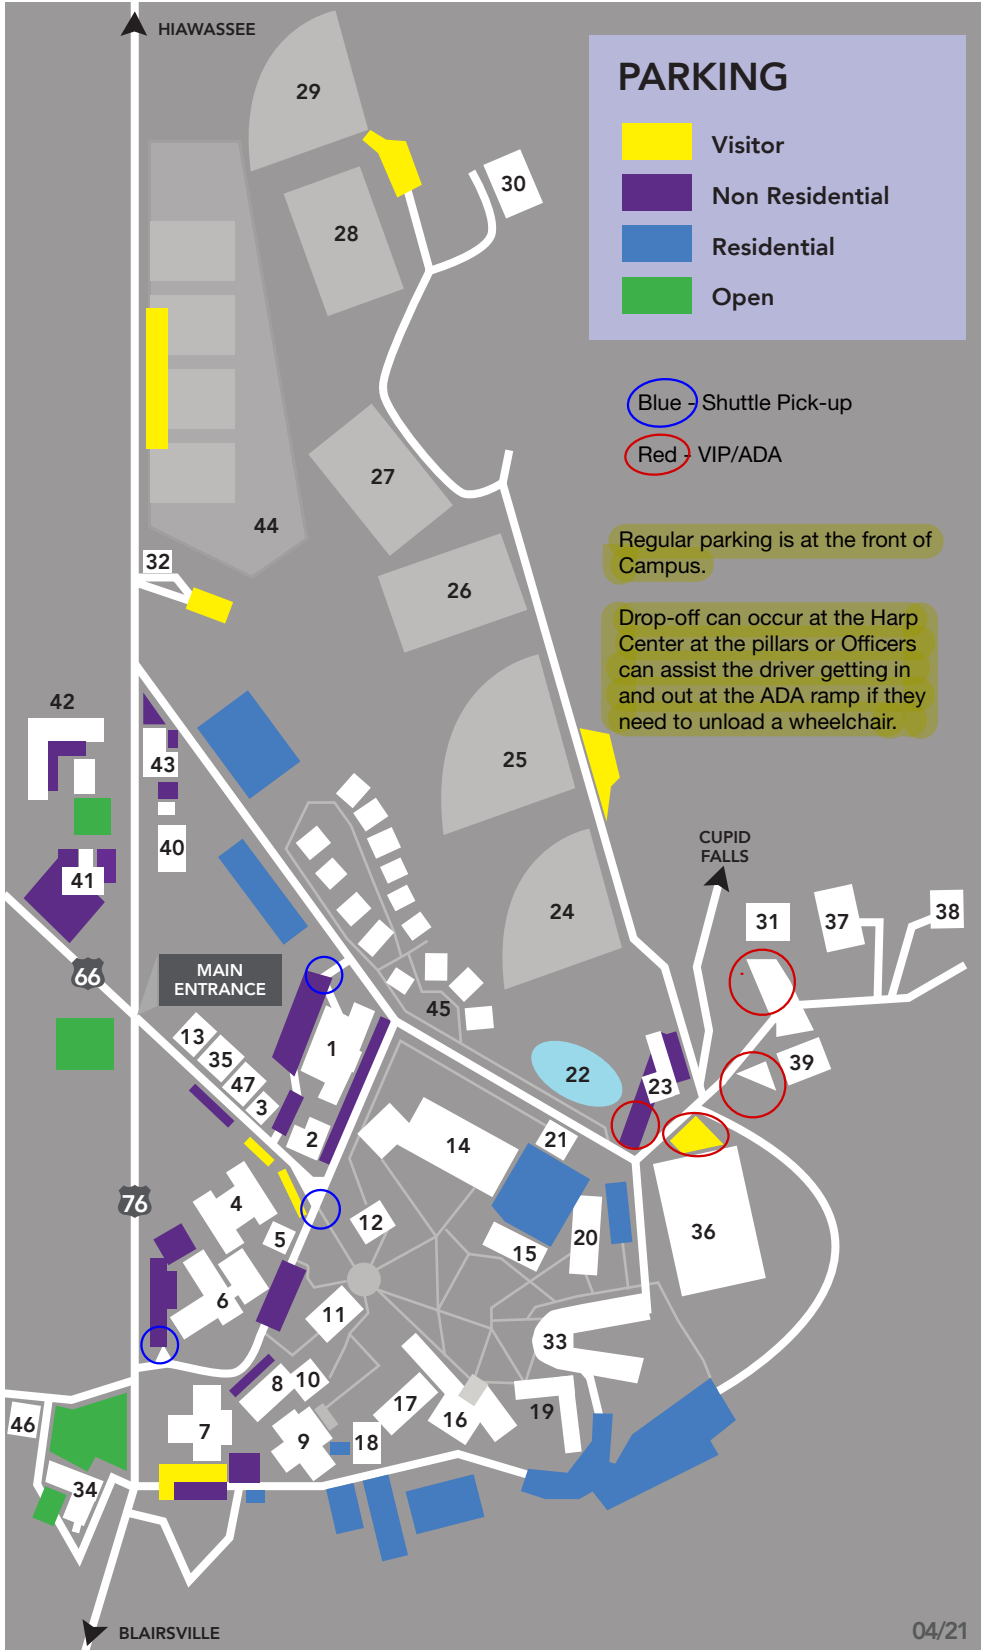 HIAWASSEE
29
PARKING
Visitor
Non Residential
Residential
Open
30
28
Blue - Shuttle Pick-up
Red - VIP/ADA
27
44
Regular parking is at the front of
Campus.
32
26
Drop-off can occur at the Harp
Center at the pillars or Officers
can assist the driver getting in
and out at the ADA ramp if they
need to unload a wheelchair.
42
43
25
40
CUPID
FALLS
41
24
31
37
38
66
MAIN
ENTRANCE
45
13
35
1
47
3
22
23
39
2
14
21
76
4
12
5
15
20
36
6
11
33
8
10
17
16
19
46
7
9
18
34
BLAIRSVILLE
04/21